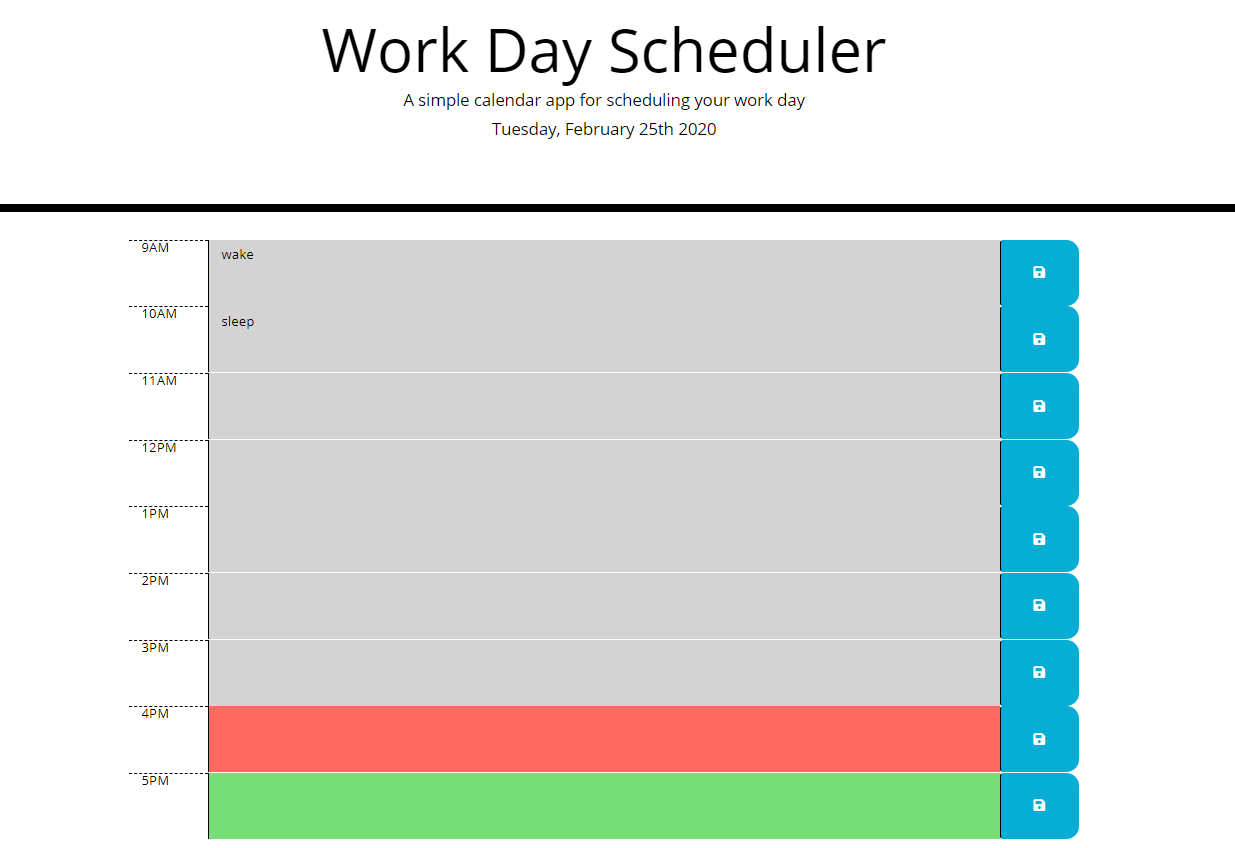 Work Day Scheduler
A simple calendar app for scheduling your work day
Tuesday, February 25th 2020
9AM
wake
10AM
sleep
11AM
12PM
1PM
2PM
3PM
4PM
5PM